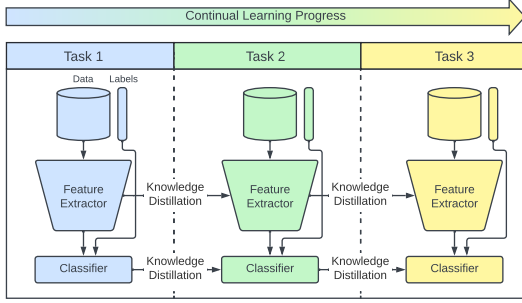 Continual Learning Progress
Task 1
Task 2
Task 3
Data
Labels
Feature
Extractor
Knowledge
Distillation
Feature
Extractor
Knowledge
Distillation
Feature
Extractor
Classifier
Knowledge
Distillation
Classifier
Knowledge
Distillation
Classifier